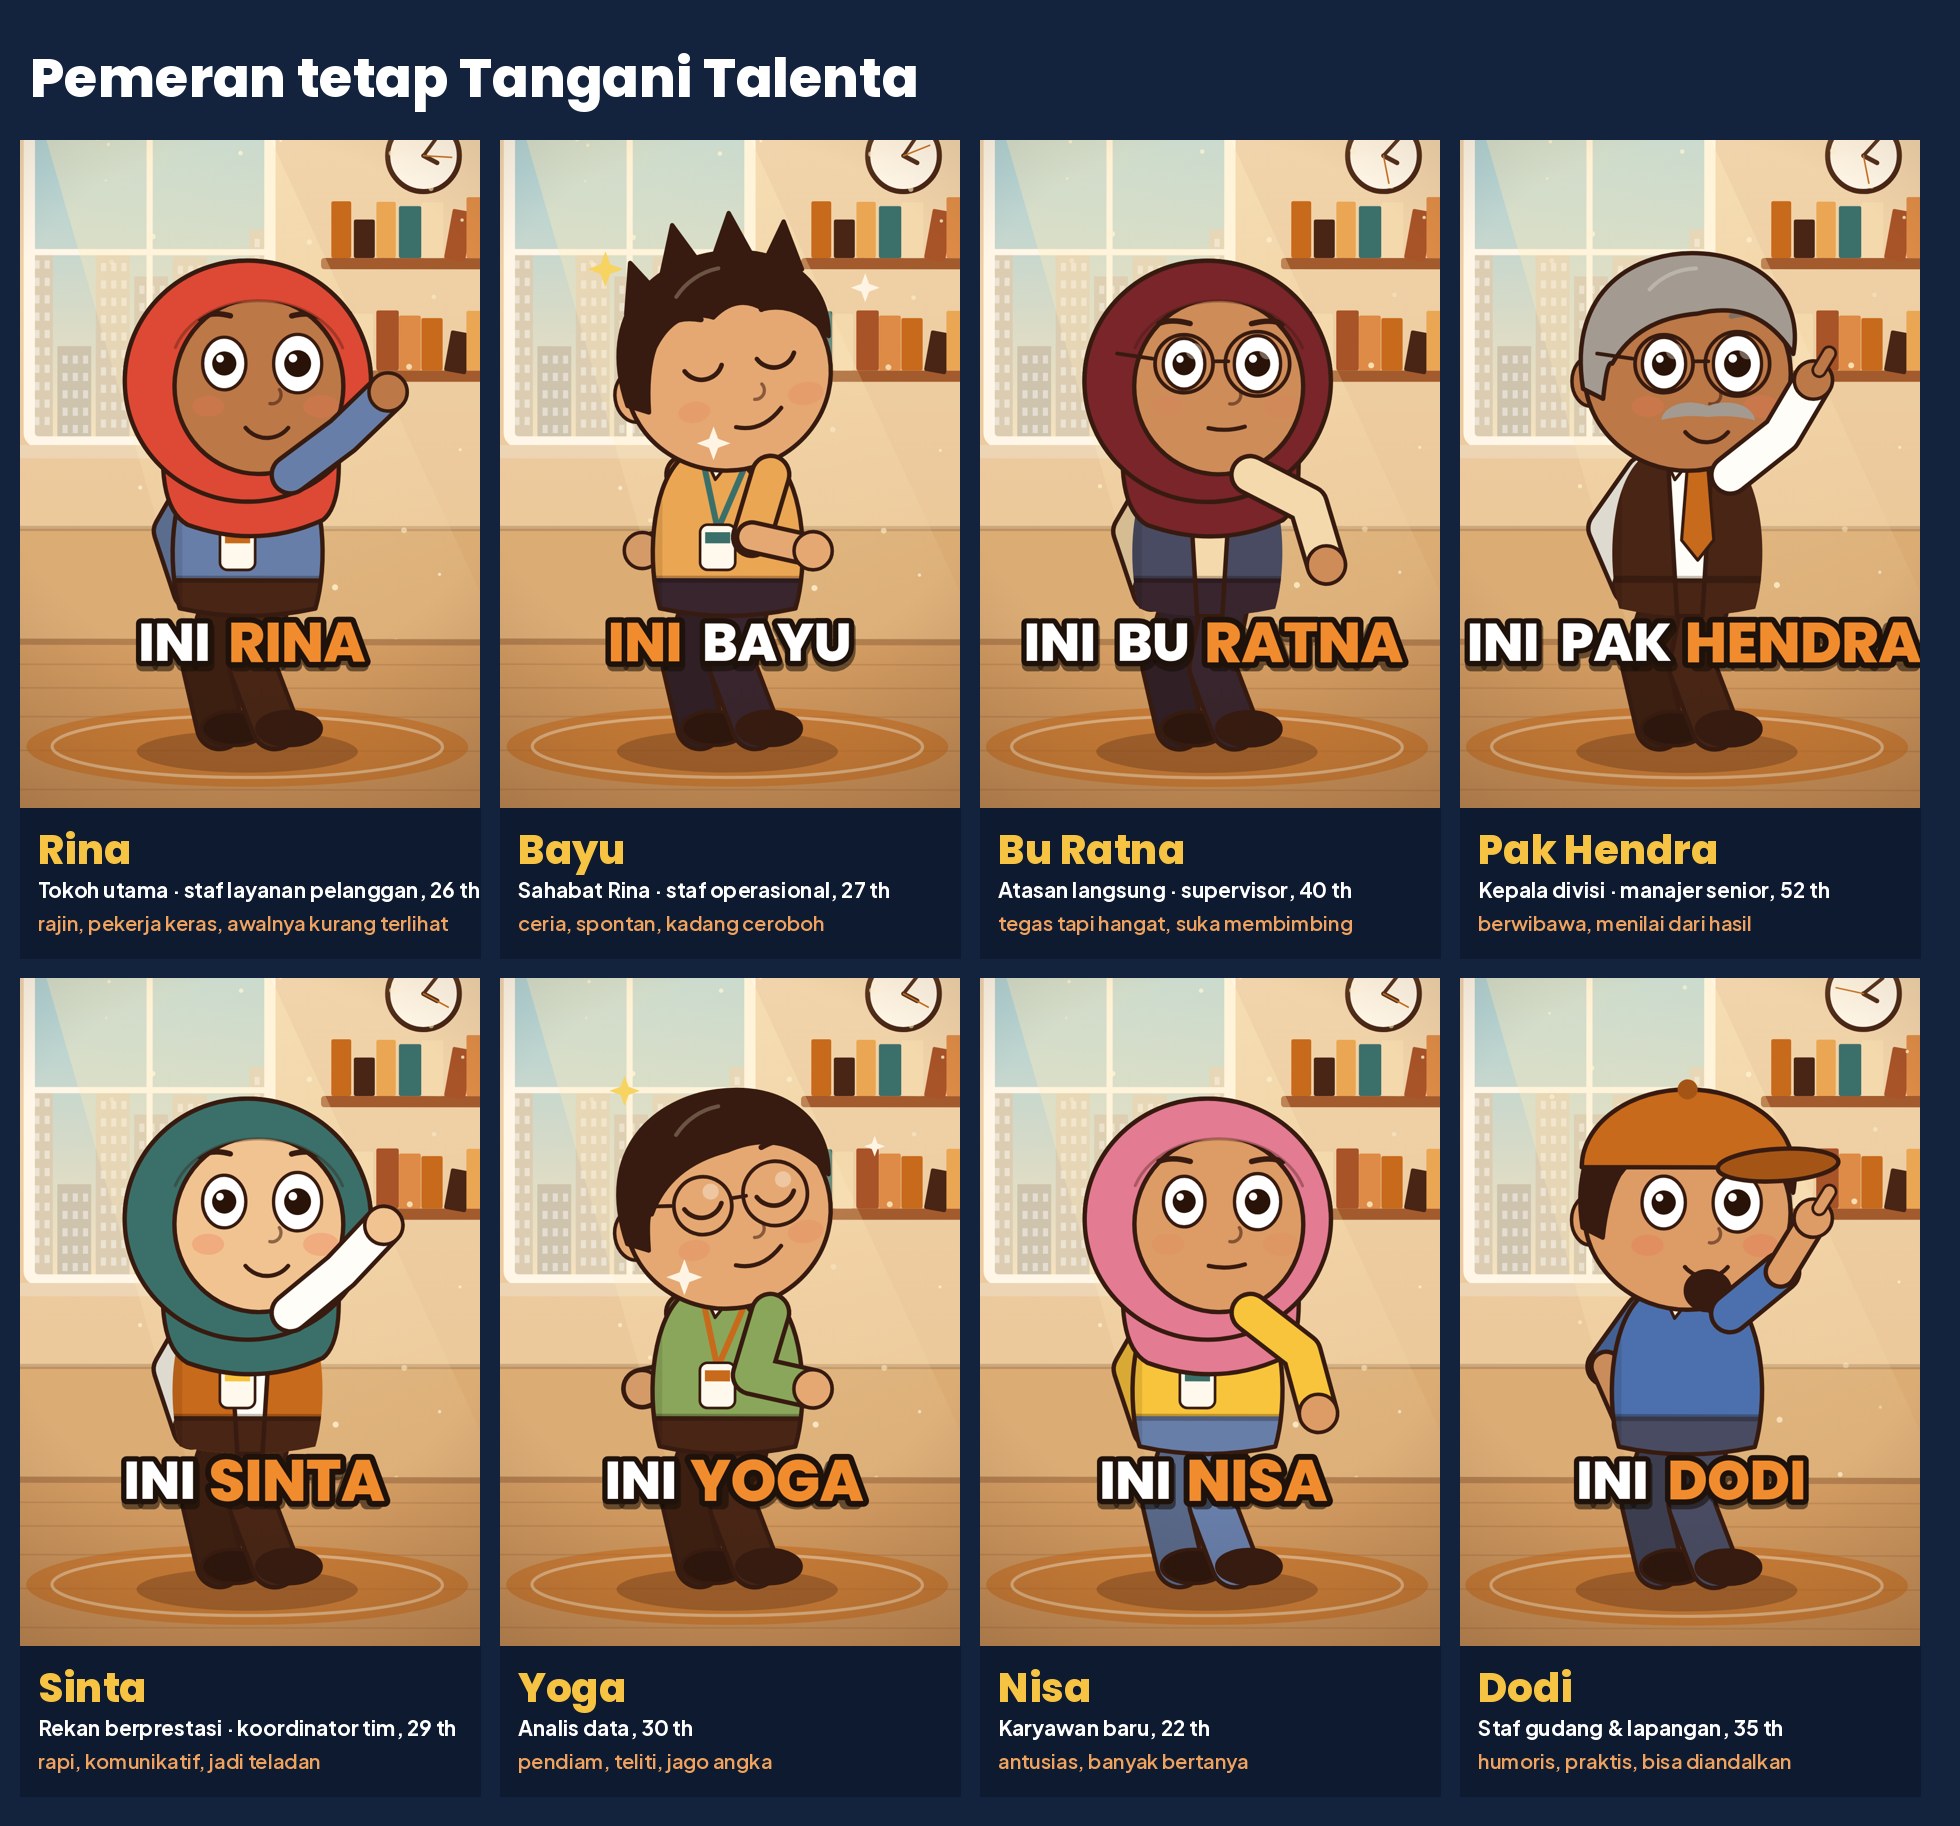 Pemeran tetap Tangani Talenta
INI RINA
Rina
Tokoh utama · staf layanan pelanggan, 26 th
rajin, pekerja keras, awalnya kurang terlihat
INI BAYU
Bayu
Sahabat Rina · staf operasional, 27 th
ceria, spontan, kadang ceroboh
INI BU RATNA
Bu Ratna
Atasan langsung · supervisor, 40 th
tegas tapi hangat, suka membimbing
INI PAK HENDRA
Pak Hendra
Kepala divisi · manajer senior, 52 th
berwibawa, menilai dari hasil
INI SINTA
Sinta
Rekan berprestasi · koordinator tim, 29 th
rapi, komunikatif, jadi teladan
INI YOGA
Yoga
Analis data, 30 th
pendiam, teliti, jago angka
INI NISA
Nisa
Karyawan baru, 22 th
antusias, banyak bertanya
INI DODI
Dodi
Staf gudang & lapangan, 35 th
humoris, praktis, bisa diandalkan